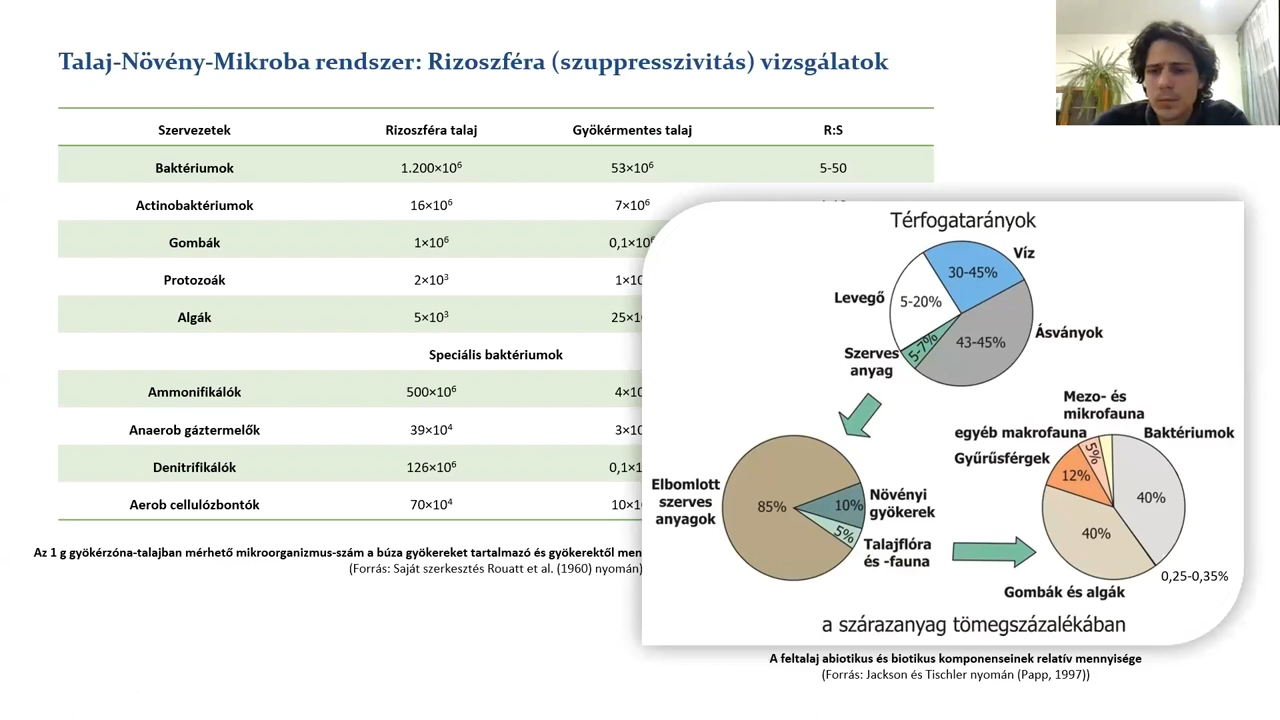 Talaj-Növény-Mikroba rendszer: Rizoszféra (szuppresszivitás) vizsgálatok
Szervezetek Rizoszféra talaj Gyökérmentes talaj R:S
Baktériumok 1.200×10⁶ 53×10⁶ 5-50
Actinobaktériumok 16×10⁶ 7×10⁶
Gombák 1×10⁶ 0,1×10⁶
Protozoák 2×10³
Algák 5×10³
Speciális baktériumok
Ammonifikálók 500×10⁶
Anaerob gáztermelők 39×10⁴
Denitrifikálók 126×10⁶
Aerob cellulózbontók 70×10⁴
Az 1 g gyökérzóna-talajban mérhető mikroorganizmus-szám a búza gyökereket tartalmazó és gyökerektől
(Forrás: Saját szerkesztés Rouatt et al. (1960) nyomán)
Térfogatarányok
Víz
30-45%
Levegő
5-20%
Ásványok
43-45%
Szerves
anyag
5-7%
Elbomlott
szerves
anyagok
85%
Növényi
gyökerek
10%
5%
Talajflóra
és -fauna
Mezo- és
mikrofauna
egyéb makrofauna
5%
Baktériumok
40%
Gyűrűsférgek
12%
40%
0,25-0,35%
Gombák és algák
a szárazanyag tömegszázalékában
A feltalaj abiotikus és biotikus komponenseinek relatív mennyisége
(Forrás: Jackson és Tischler nyomán (Papp, 1997))